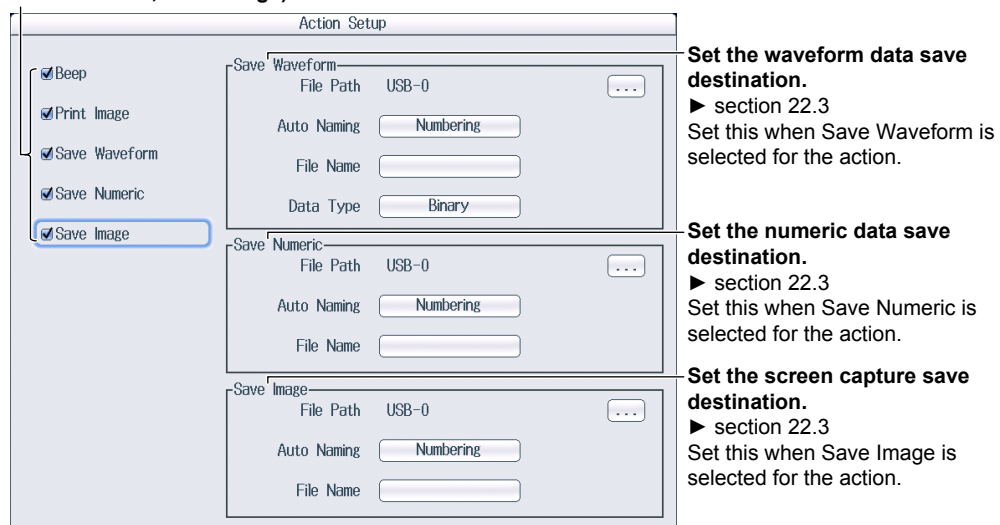 Action Setup
Beep
Print Image
Save Waveform
Save Numeric
Save Image
Save Waveform
File Path USB-0 ...
Auto Naming Numbering
File Name
Data Type Binary
Save Numeric
File Path USB-0 ...
Auto Naming Numbering
File Name
Save Image
File Path USB-0 ...
Auto Naming Numbering
File Name
Set the waveform data save
destination.
► section 22.3
Set this when Save Waveform is
selected for the action.
Set the numeric data save
destination.
► section 22.3
Set this when Save Numeric is
selected for the action.
Set the screen capture save
destination.
► section 22.3
Set this when Save Image is
selected for the action.